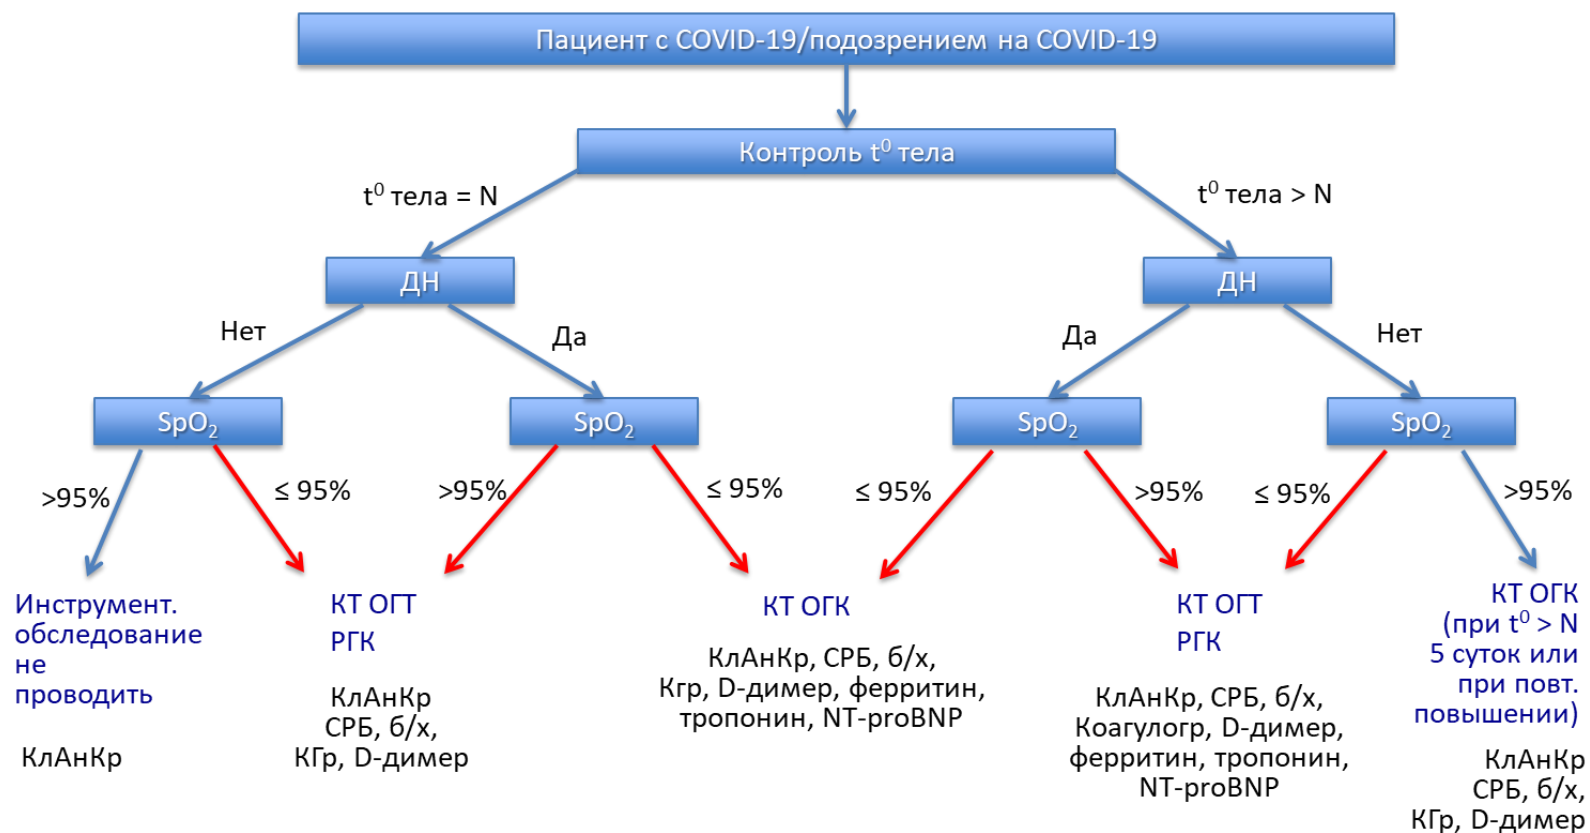 Пациент с COVID-19/подозрением на COVID-19
Контроль t⁰ тела
t⁰ тела = N
t⁰ тела > N
ДН
ДН
Нет
Да
Да
Нет
SpO₂
SpO₂
SpO₂
SpO₂
>95%
≤ 95%
>95%
≤ 95%
≤ 95%
>95%
≤ 95%
>95%
Инструмент.
обследование
не
проводить
КлАнКр
КТ ОГТ
РГК
КлАнКр
СРБ, б/х,
КГр, D-димер
КТ ОГК
КлАнКр, СРБ, б/х,
Кгр, D-димер, ферритин,
тропонин, NT-proBNP
КТ ОГТ
РГК
КлАнКр, СРБ, б/х,
Коагулогр, D-димер,
ферритин, тропонин,
NT-proBNP
КТ ОГК
(при t⁰ > N
5 суток или
при повт.
повышении)
КлАнКр
СРБ, б/х,
КГр, D-димер